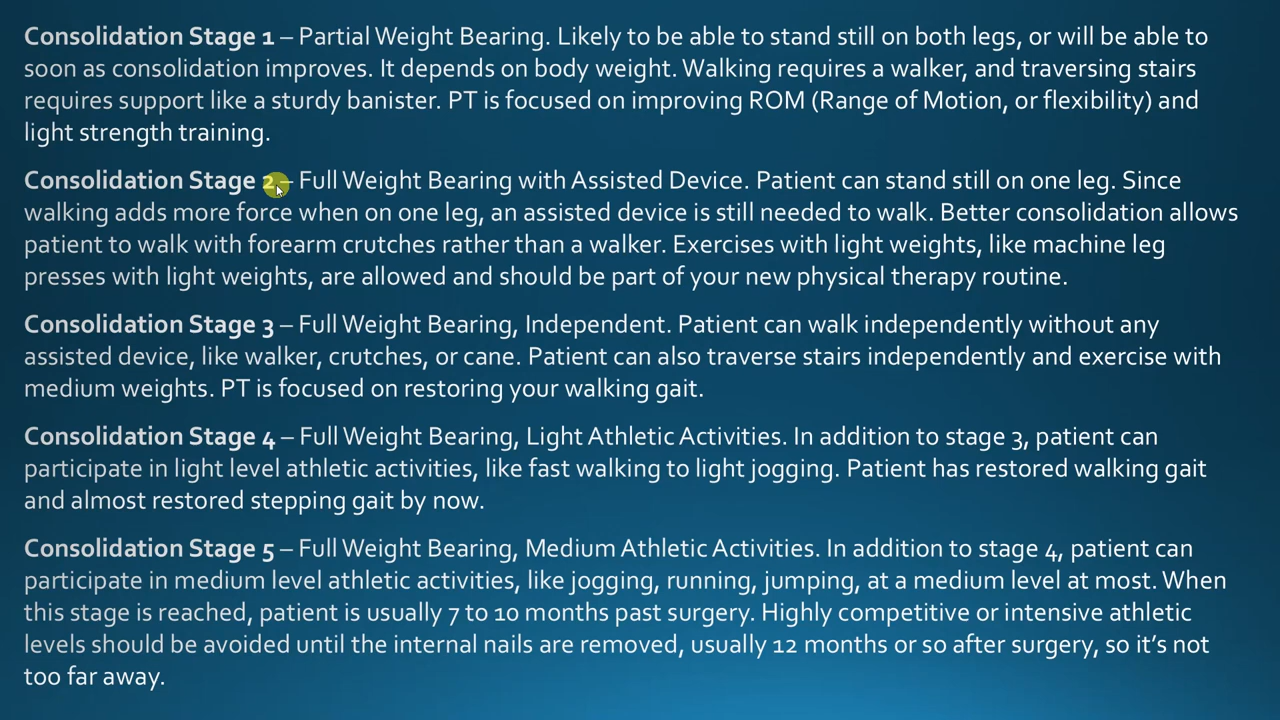 Consolidation Stage 1 – Partial Weight Bearing. Likely to be able to stand still on both legs, or will be able to
soon as consolidation improves. It depends on body weight. Walking requires a walker, and traversing stairs
requires support like a sturdy banister. PT is focused on improving ROM (Range of Motion, or flexibility) and
light strength training.
Consolidation Stage 2 – Full Weight Bearing with Assisted Device. Patient can stand still on one leg. Since
walking adds more force when on one leg, an assisted device is still needed to walk. Better consolidation allows
patient to walk with forearm crutches rather than a walker. Exercises with light weights, like machine leg
presses with light weights, are allowed and should be part of your new physical therapy routine.
Consolidation Stage 3 – Full Weight Bearing, Independent. Patient can walk independently without any
assisted device, like walker, crutches, or cane. Patient can also traverse stairs independently and exercise with
medium weights. PT is focused on restoring your walking gait.
Consolidation Stage 4 – Full Weight Bearing, Light Athletic Activities. In addition to stage 3, patient can
participate in light level athletic activities, like fast walking to light jogging. Patient has restored walking gait
and almost restored stepping gait by now.
Consolidation Stage 5 – Full Weight Bearing, Medium Athletic Activities. In addition to stage 4, patient can
participate in medium level athletic activities, like jogging, running, jumping, at a medium level at most. When
this stage is reached, patient is usually 7 to 10 months past surgery. Highly competitive or intensive athletic
levels should be avoided until the internal nails are removed, usually 12 months or so after surgery, so it's not
too far away.